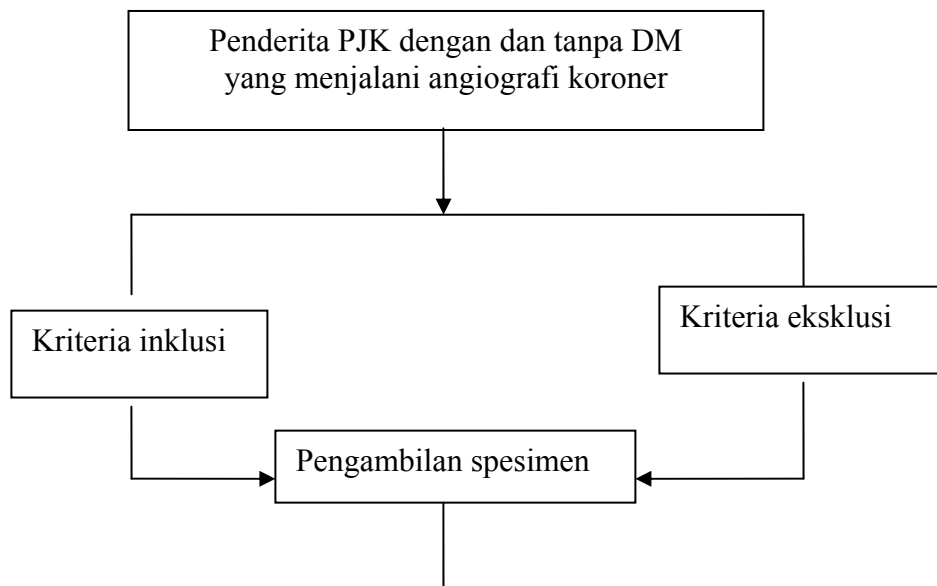 Penderita PJK dengan dan tanpa DM
yang menjalani angiografi koroner
Kriteria inklusi
Kriteria eksklusi
Pengambilan spesimen